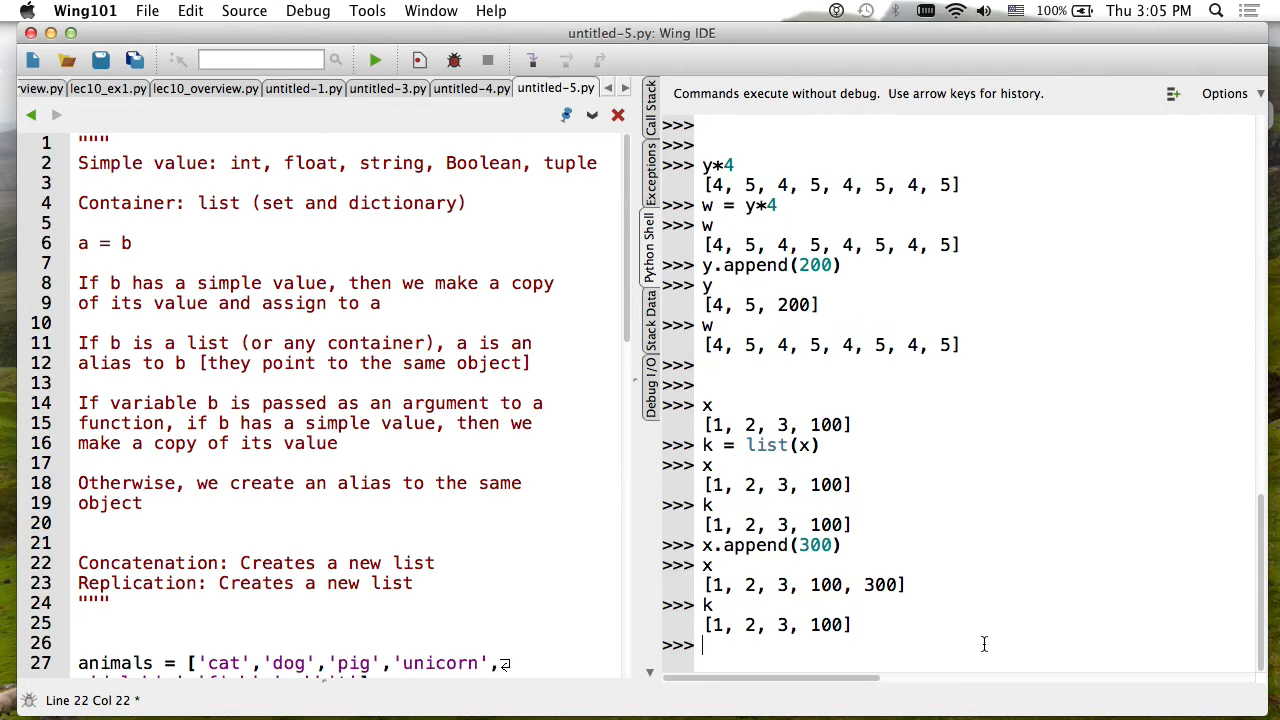 Wing101 File Edit Source Debug Tools Window Help 100% Thu 3:05 PM
untitled-5.py: Wing IDE
rview.py lec10_ex1.py lec10_overview.py untitled-1.py untitled-3.py untitled-4.py untitled-5.py
1 """
2 Simple value: int, float, string, Boolean, tuple
3
4 Container: list (set and dictionary)
5
6 a = b
7
8 If b has a simple value, then we make a copy
9 of its value and assign to a
10
11 If b is a list (or any container), a is an
12 alias to b [they point to the same object]
13
14 If variable b is passed as an argument to a
15 function, if b has a simple value, then we
16 make a copy of its value
17
18 Otherwise, we create an alias to the same
19 object
20
21
22 Concatenation: Creates a new list
23 Replication: Creates a new list
24 """
25
26
27 animals = ['cat','dog','pig','unicorn',
Line 22 Col 22 *
Call Stack
Exceptions
Python Shell
Stack Data
Debug I/O
Commands execute without debug. Use arrow keys for history.
Options
>>>
>>>
>>> y*4
[4, 5, 4, 5, 4, 5, 4, 5]
>>> w = y*4
>>> w
[4, 5, 4, 5, 4, 5, 4, 5]
>>> y.append(200)
>>> y
[4, 5, 200]
>>> w
[4, 5, 4, 5, 4, 5, 4, 5]
>>>
>>>
>>> x
[1, 2, 3, 100]
>>> k = list(x)
>>> x
[1, 2, 3, 100]
>>> k
[1, 2, 3, 100]
>>> x.append(300)
>>> x
[1, 2, 3, 100, 300]
>>> k
[1, 2, 3, 100]
>>>